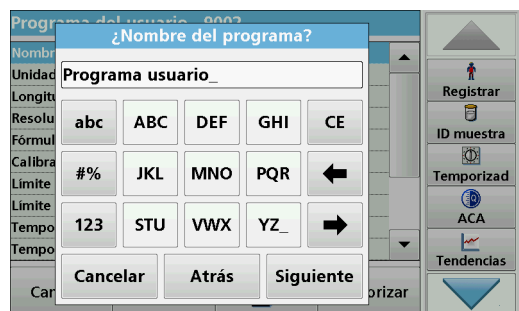 Programa del usuario - 9002
¿Nombre del programa?
Nombr
Programa usuario_
Unidad
Longitu
Resolu
Fórmul
Calibra
Límite
Límite
Tempo
Tempo
abc ABC DEF GHI CE
#% JKL MNO PQR
123 STU VWX YZ_
Cancelar Atrás Siguiente
Can
orizar
Registrar
ID muestra
Temporizad
ACA
Tendencias